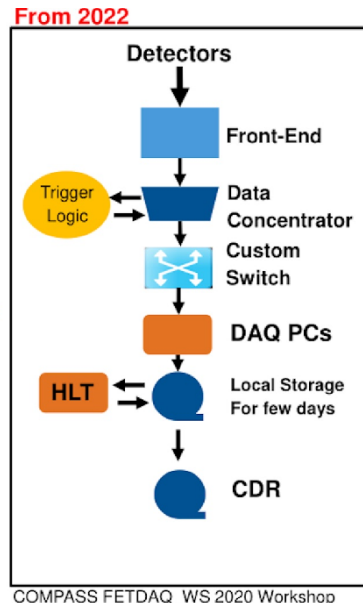 From 2022
Detectors
Front-End
Trigger
Logic
Data
Concentrator
Custom
Switch
DAQ PCs
HLT
Local Storage
For few days
CDR
COMPASS FETDAQ WS 2020 Workshop